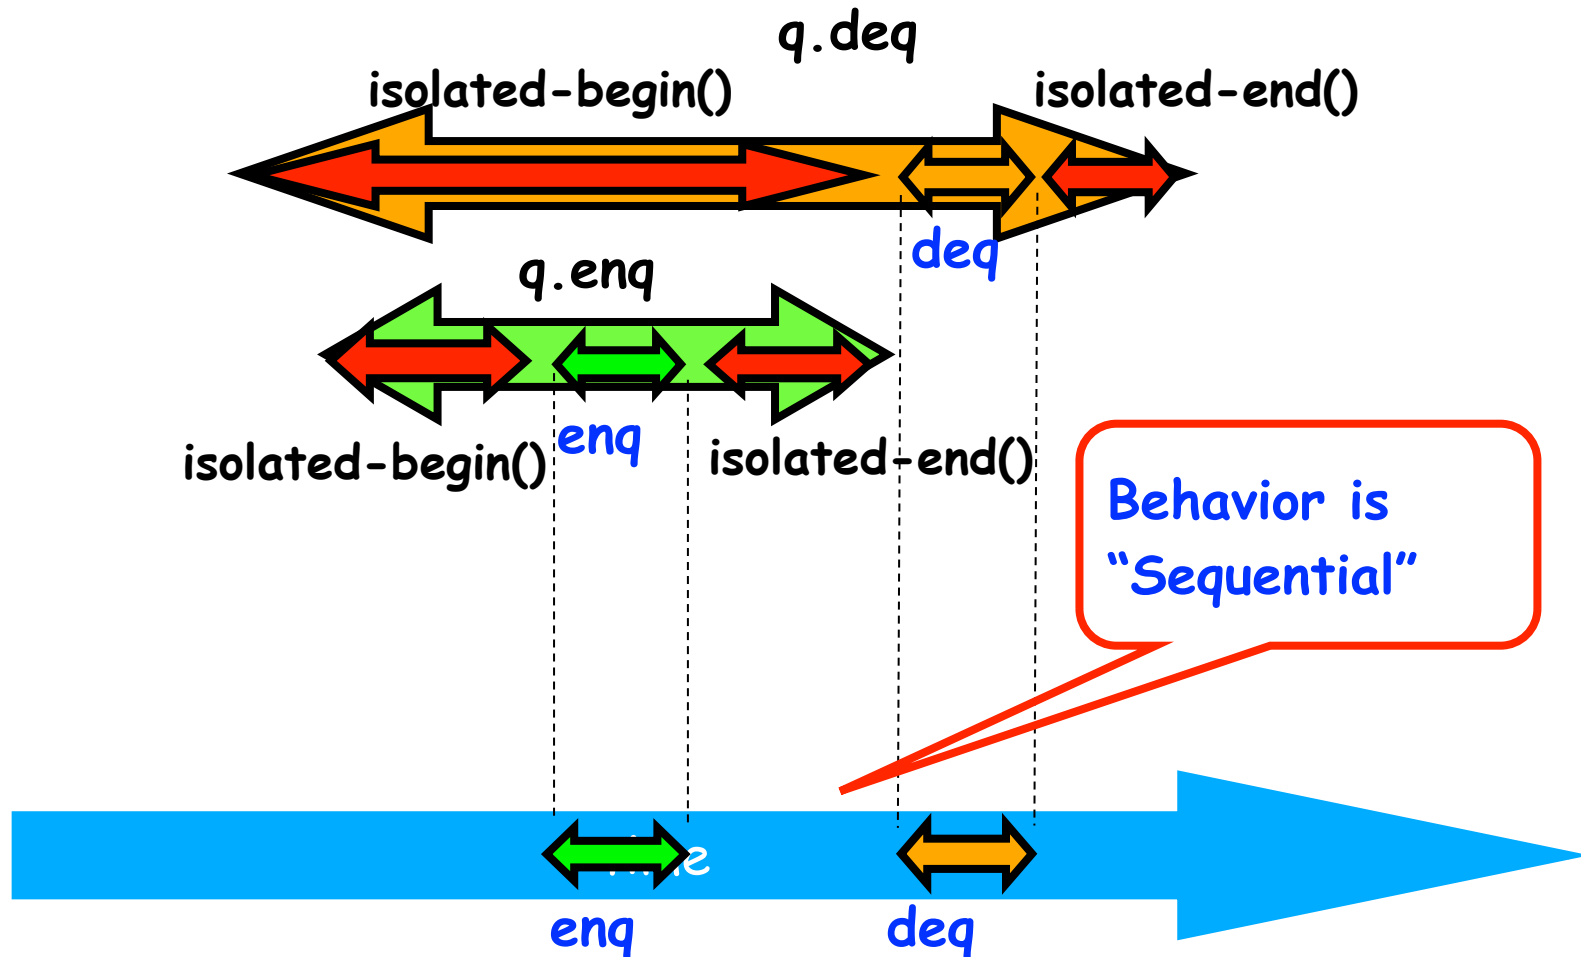 q.deq
isolated-begin()
isolated-end()
deq
q.enq
enq
isolated-begin()
isolated-end()
Behavior is
“Sequential”
enq
deq